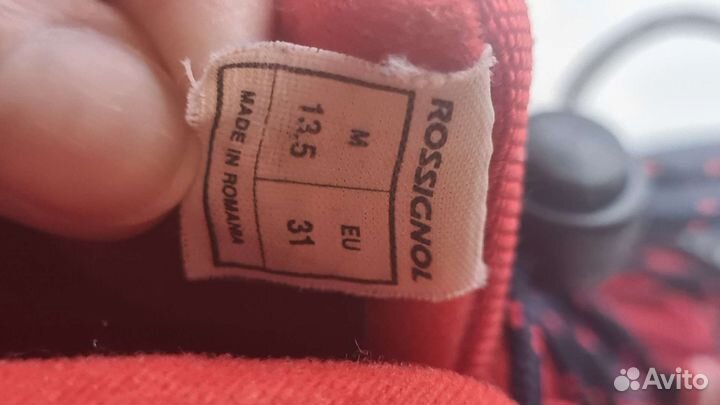 ROSSIGNOL
M EU
13.5 31
MADE IN ROMANIA
Avito